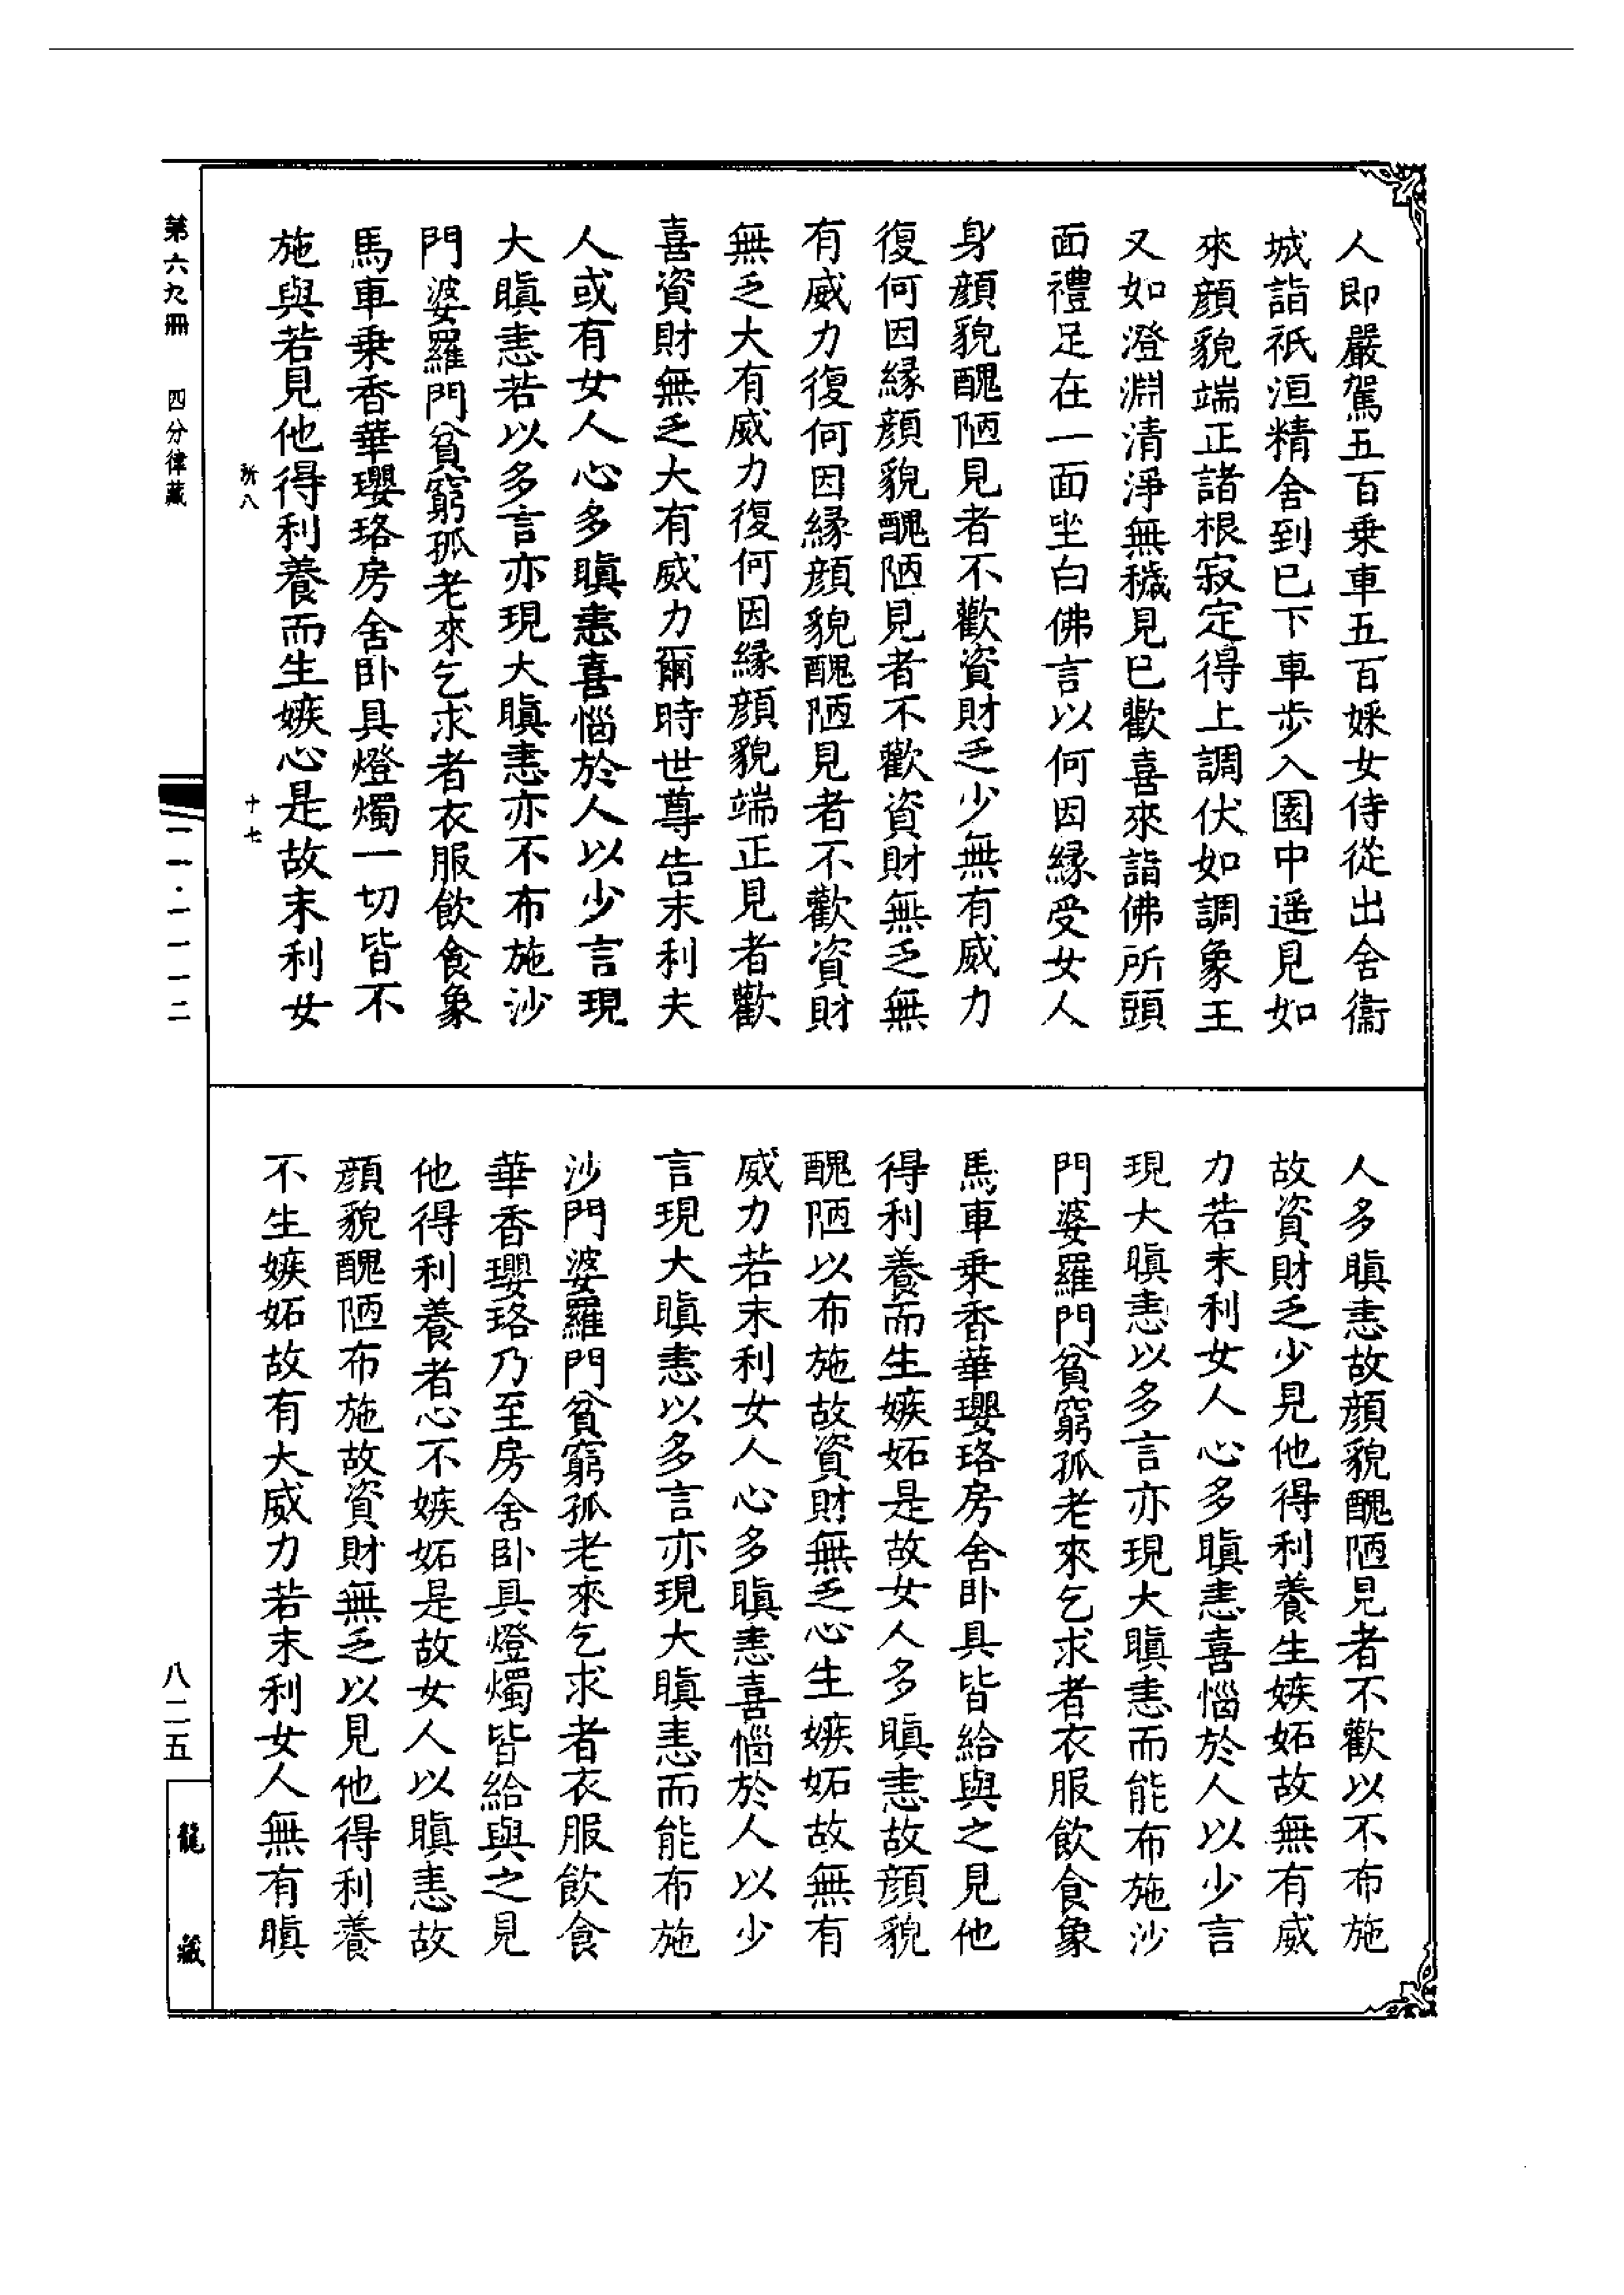 人即嚴駕五百乗車五百婇女侍從出舍衞
城詣祇洹精舍到已下車步入園中遥見如
來顔貌端正諸根寂定得上調伏如調象王
又如澄淵清淨無穢見已歡喜來詣佛所頭
面禮足在一面坐白佛言以何因縁受女人
身顔貌醜陋見者不歡資財乏少無有威力
復何因縁顔貌醜陋見者不歡資財無乏無
有威力復何因縁顔貌醜陋見者不歡資財
無乏大有威力復何因縁顔貌端正見者歡
喜資財無乏大有威力爾時世尊告末利夫
人或有女人心多瞋恚喜惱於人以少言現
大瞋恚若以多言亦現大瞋恚亦不布施沙
門婆羅門貧窮孤老來乞求者衣服飲食象
馬車乗香華瓔珞房舍卧具燈燭一切皆不
施與若見他得利養而生嫉心是故末利女
所八
十七
人多瞋恚故顔貌醜陋見者不歡以不布施
故資財乏少見他得利養生嫉妬故無有威
力若末利女人心多瞋恚喜惱於人以少言
現大瞋恚以多言亦現大瞋恚而能布施沙
門婆羅門貧窮孤老來乞求者衣服飲食象
馬車乗香華瓔珞房舍卧具皆給與之見他
得利養而生嫉妬是故女人多瞋恚故顔貌
醜陋以布施故資財無乏心生嫉妬故無有
威力若末利女人心多瞋恚喜惱於人以少
言現大瞋恚以多言亦現大瞋恚而能布施
沙門婆羅門貧窮孤老來乞求者衣服飲食
華香瓔珞乃至房舍卧具燈燭皆給與之見
他得利養者心不嫉妬是故女人以瞋恚故
顔貌醜陋布施故資財無乏以見他得利養
不生嫉妬故有大威力若末利女人無有瞋
第六九冊
四分律藏
一一·一一一二
八二五
龍藏